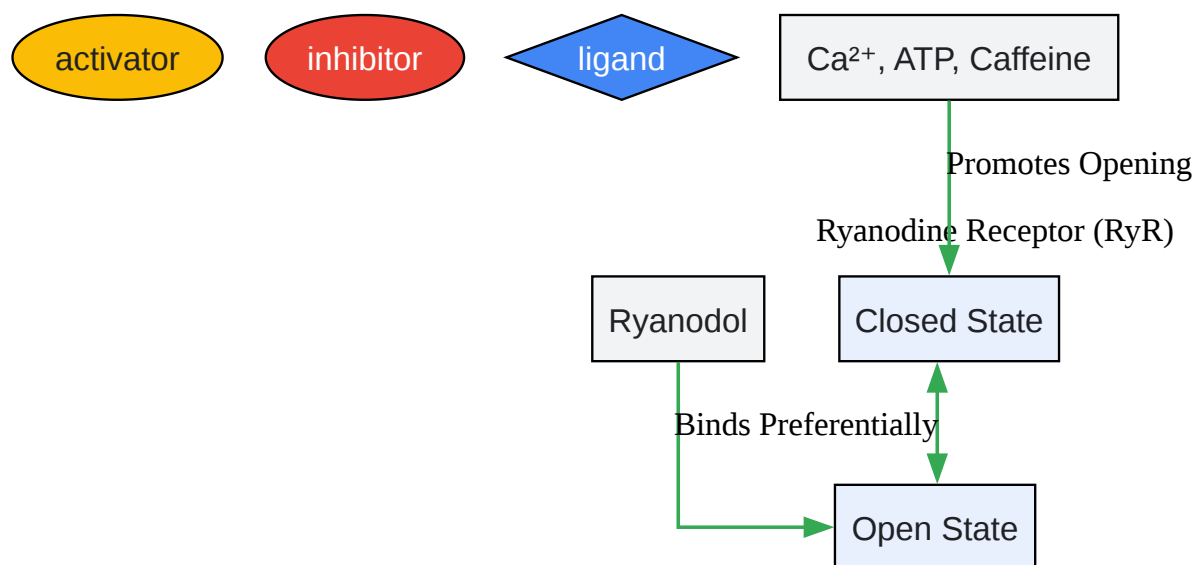 activator
inhibitor
ligand
Ca²⁺, ATP, Caffeine
Promotes Opening
Ryanodine Receptor (RyR)
Ryanodol
Closed State
Binds Preferentially
Open State